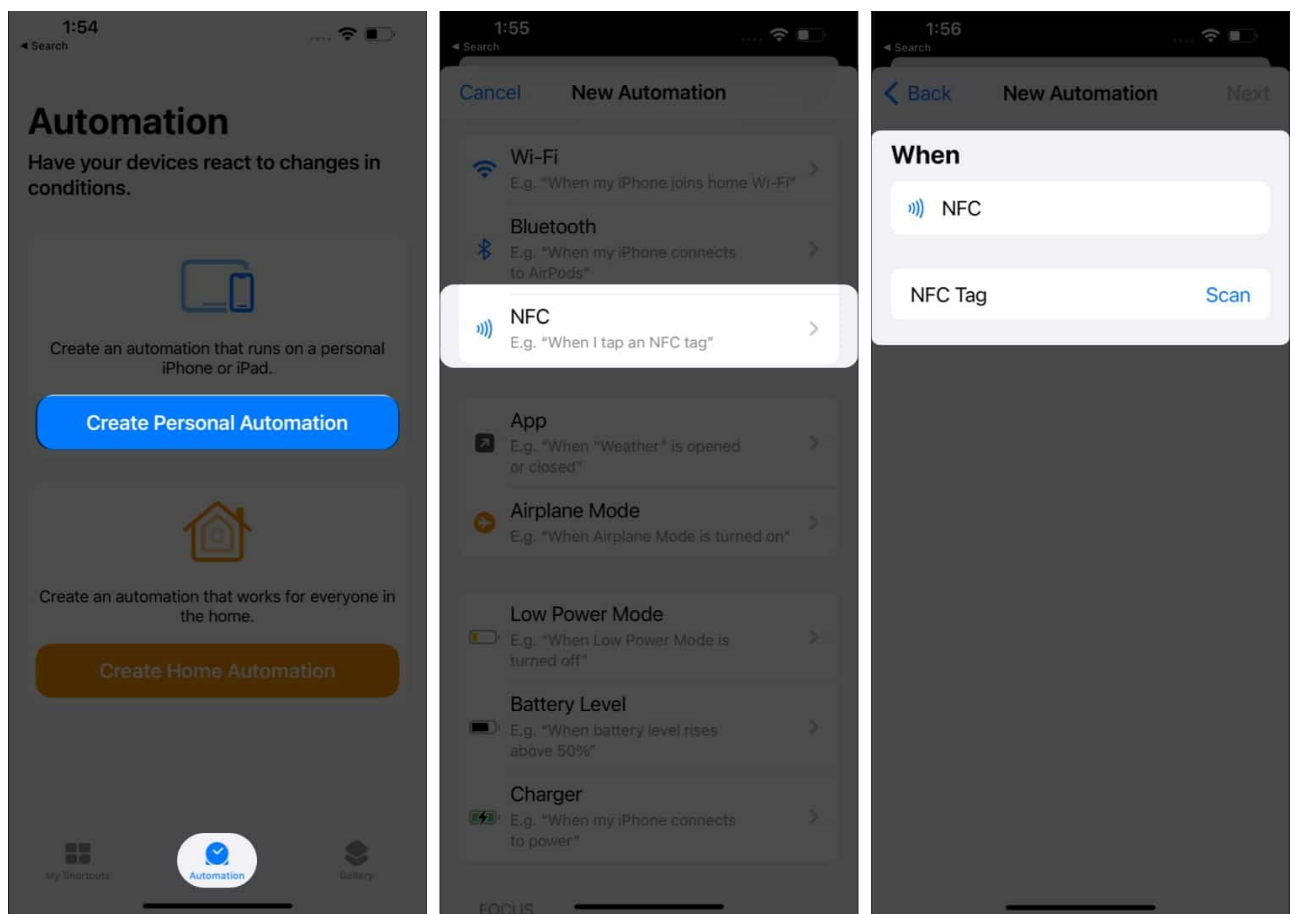 1:54
Search
Automation
Have your devices react to changes in
conditions.
Create an automation that runs on a personal
iPhone or iPad.
Create Personal Automation
Create an automation that works for everyone in
the home.
Create Home Automation
My Shortcuts
Automation
Gallery
1:55
Search
Cancel
New Automation
Wi-Fi
E.g. "When my iPhone joins home Wi-Fi"
Bluetooth
E.g. "When my iPhone connects
to AirPods"
NFC
E.g. "When I tap an NFC tag"
App
E.g. "When "Weather" is opened
or closed"
Airplane Mode
E.g. "When Airplane Mode is turned on"
Low Power Mode
E.g. "When Low Power Mode is
turned off"
Battery Level
E.g. "When battery level rises
above 50%"
Charger
E.g. "When my iPhone connects
to power"
FOCUS
1:56
Search
Back
New Automation
Next
When
NFC
NFC Tag
Scan